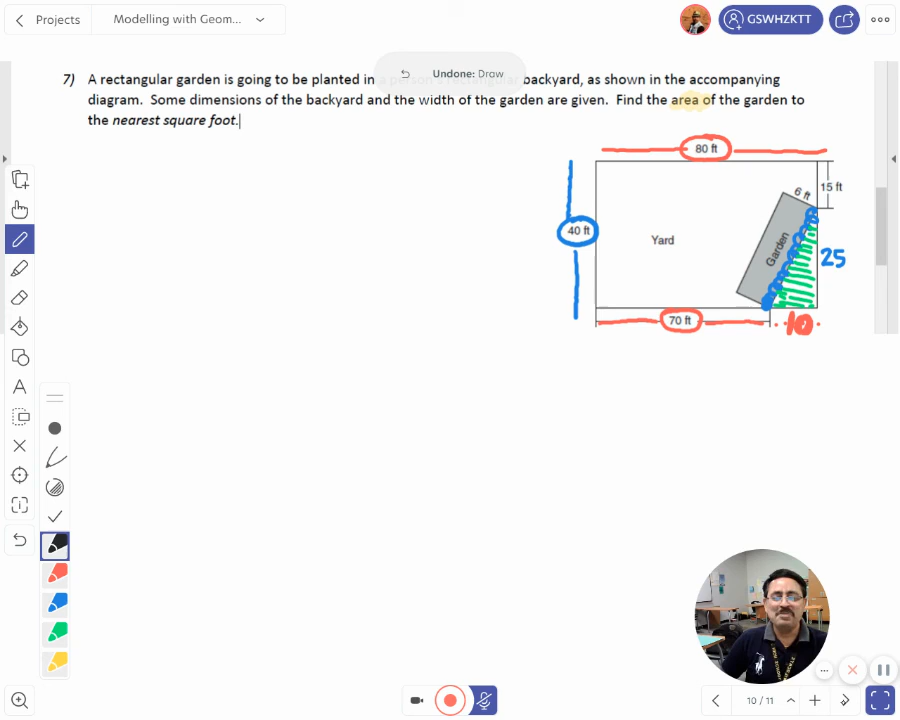 Projects
Modelling with Geom...
GSWHZKTT
Undone: Draw
7) A rectangular garden is going to be planted in a person's rectangular backyard, as shown in the accompanying
diagram. Some dimensions of the backyard and the width of the garden are given. Find the area of the garden to
the nearest square foot.
80 ft
6 ft
15 ft
40 ft
Yard
Garden
25
70 ft
10
A
10 / 11